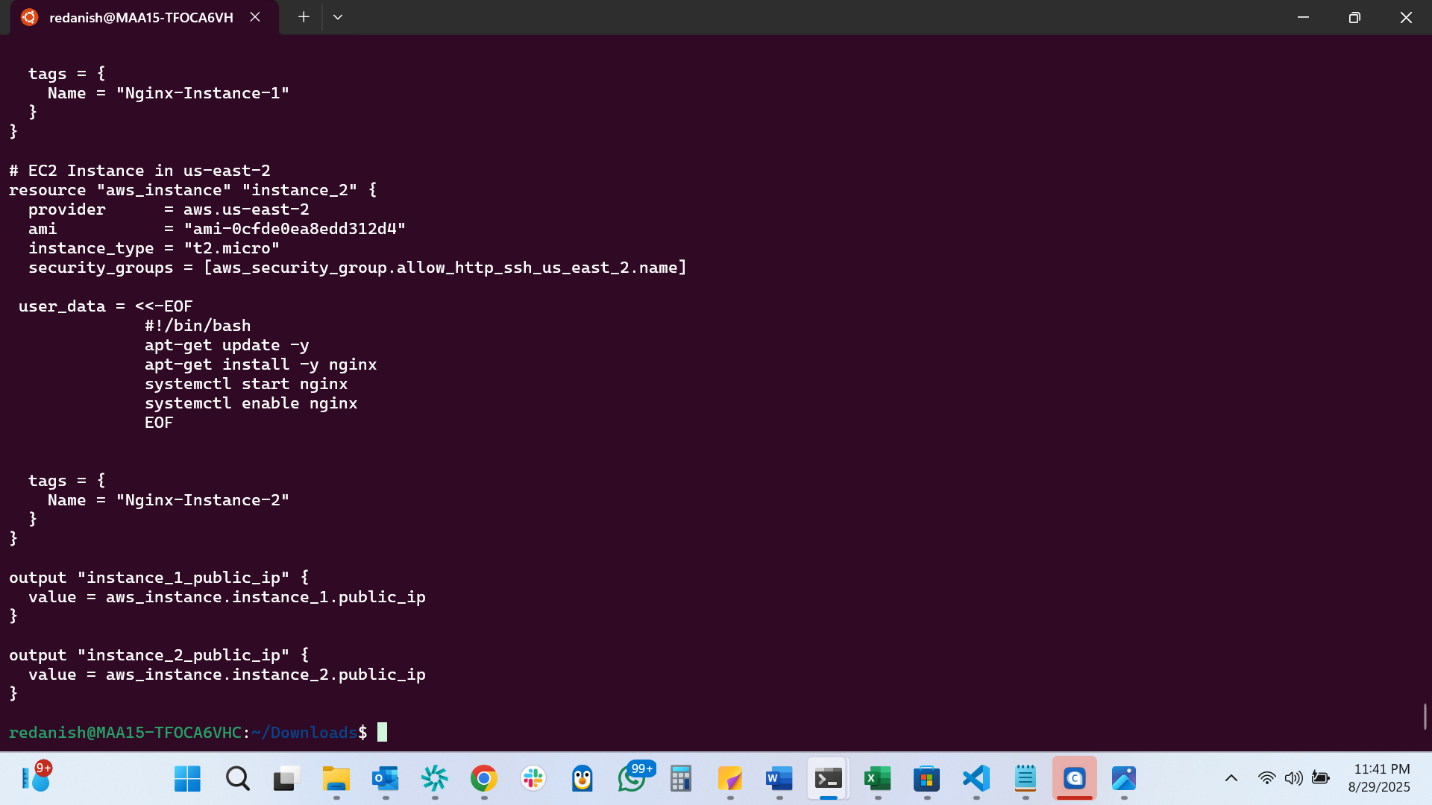 redanish@MAA15-TFOCA6VH
tags = {
Name = "Nginx-Instance-1"
}
}
# EC2 Instance in us-east-2
resource "aws_instance" "instance_2" {
provider      = aws.us-east-2
ami           = "ami-0cfde0ea8edd312d4"
instance_type = "t2.micro"
security_groups = [aws_security_group.allow_http_ssh_us_east_2.name]
user_data = <<-EOF
#!/bin/bash
apt-get update -y
apt-get install -y nginx
systemctl start nginx
systemctl enable nginx
EOF
tags = {
Name = "Nginx-Instance-2"
}
}
output "instance_1_public_ip" {
value = aws_instance.instance_1.public_ip
}
output "instance_2_public_ip" {
value = aws_instance.instance_2.public_ip
}
redanish@MAA15-TFOCA6VHC:~/Downloads$
9+
99+
11:41 PM
8/29/2025